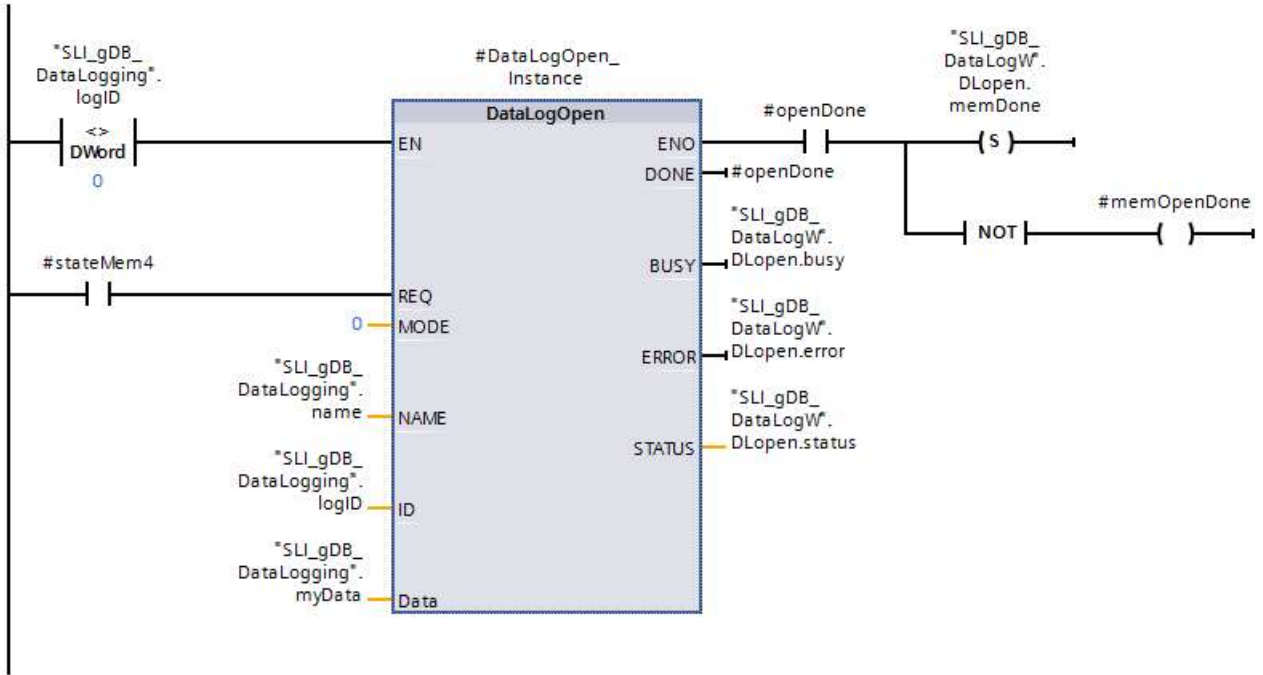 "SLI_gDB_
DataLogging".
logID
<>
DWord
0
#DataLogOpen_
Instance
DataLogOpen
EN
ENO
#openDone
"SLI_gDB_
DataLogW".
DLopen.
memDone
S
DONE
#openDone
NOT
#memOpenDone
"SLI_gDB_
DataLogW".
BUSY
DLopen.busy
#stateMem4
REQ
0
MODE
"SLI_gDB_
DataLogW".
ERROR
DLopen.error
"SLI_gDB_
DataLogging".
name
NAME
"SLI_gDB_
DataLogW".
STATUS
DLopen.status
"SLI_gDB_
DataLogging".
logID
ID
"SLI_gDB_
DataLogging".
myData
Data